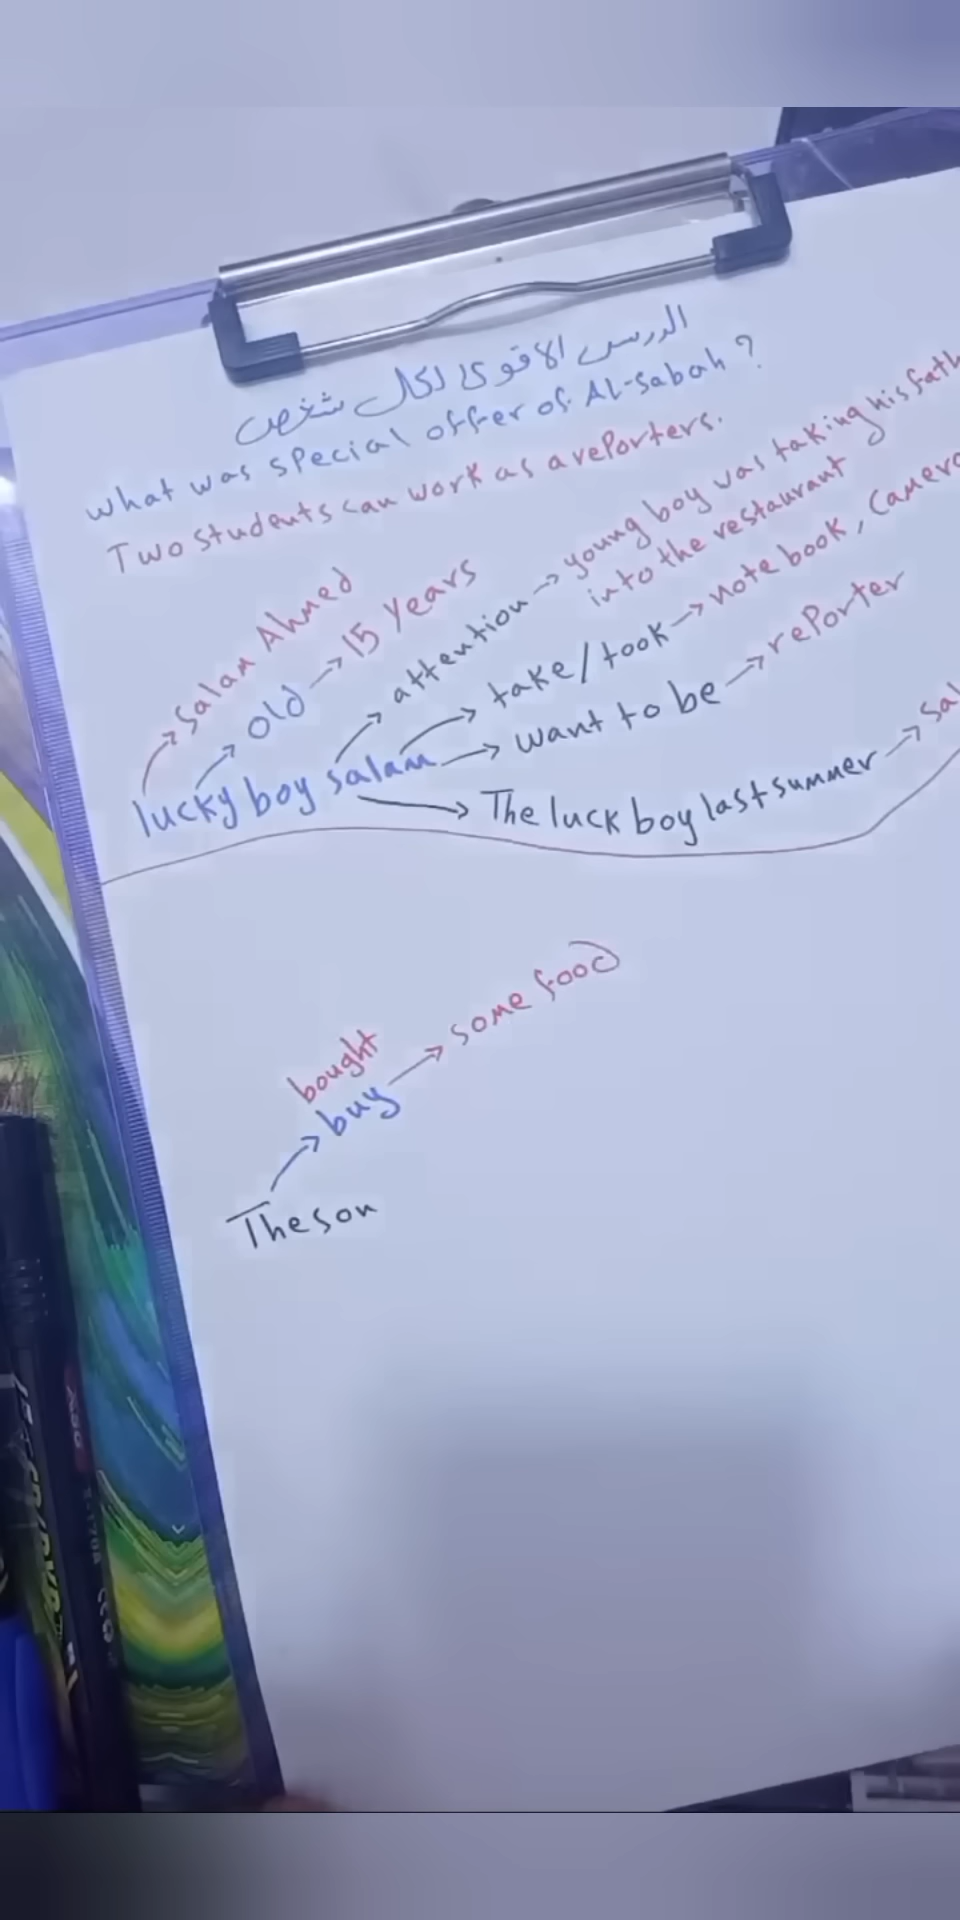 الدرس الاقوى لكل شخص
what was special offer of AL-Sabah ?
Two students can work as a reporters.
Salam Ahmed
old → 15 years
attention → young boy was taking his fath
into the restaurant
take/took → note book, Camera
want to be → reporter
lucky boy salam
The luck boy last summer → Sal
bought
buy → some food
The son